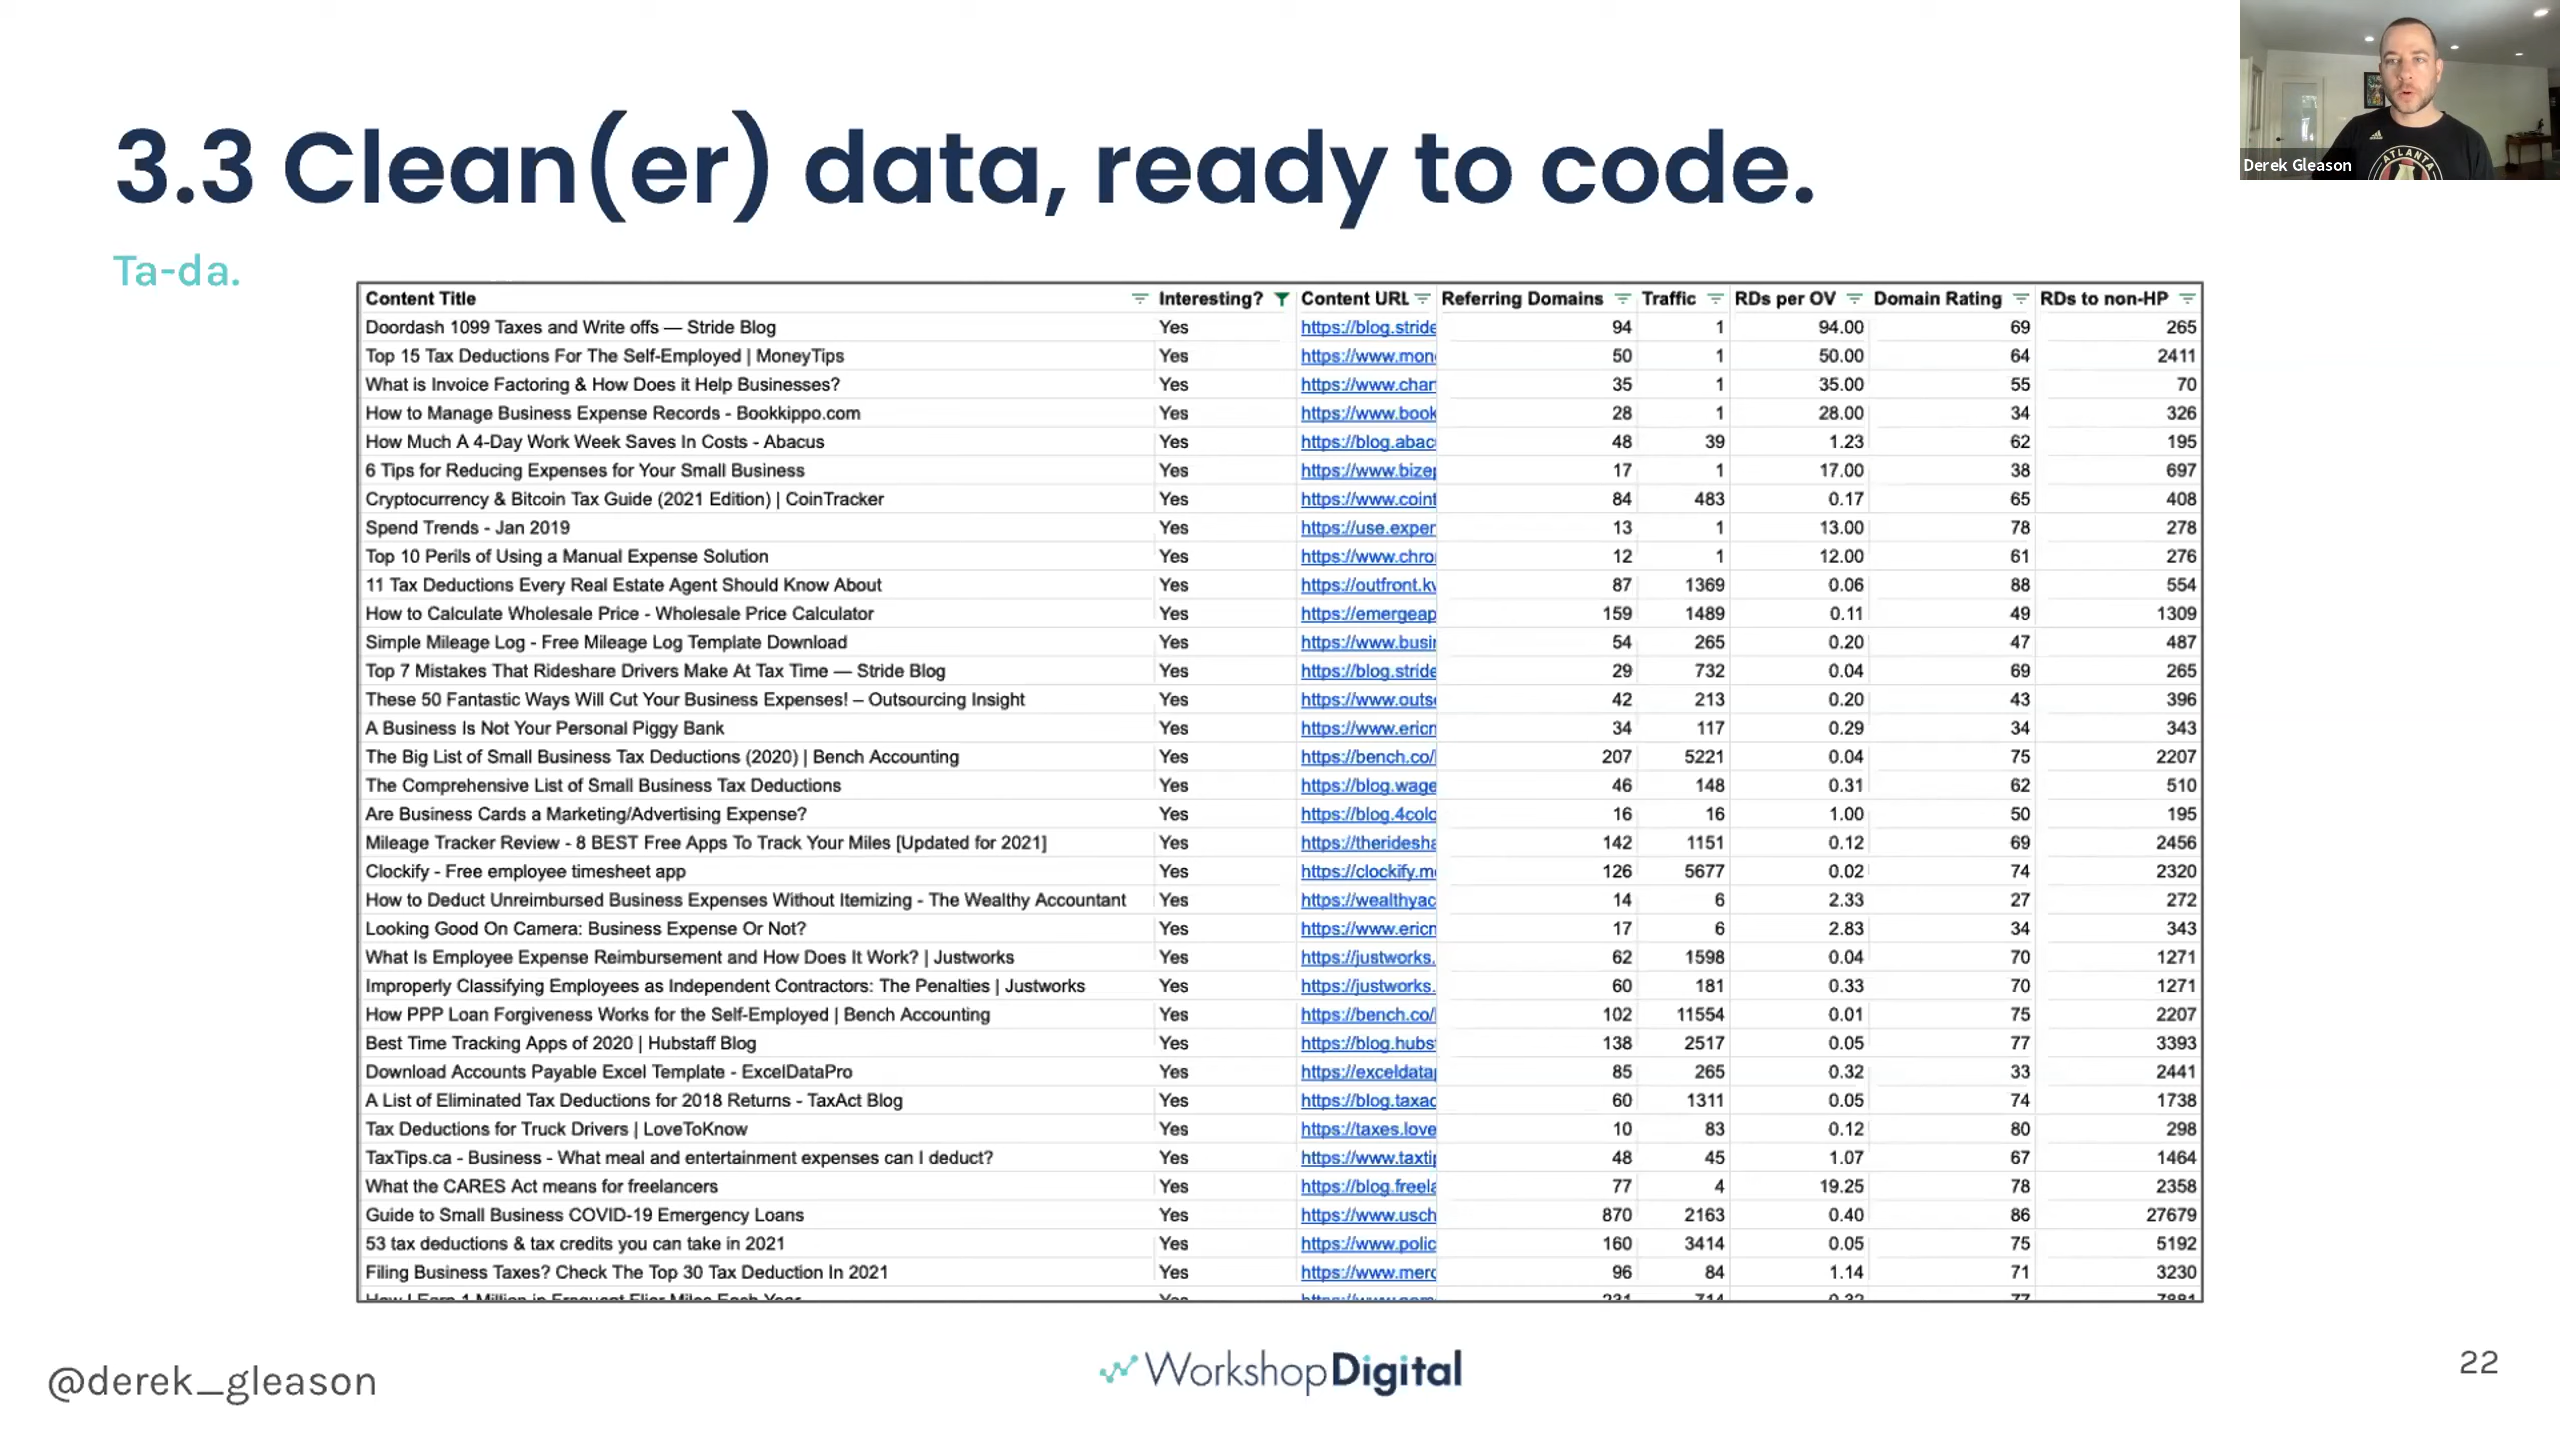 3.3 Clean(er) data, ready to code.
Derek Gleason
ATLANTA
Ta-da.
Content Title Interesting? Content URL Referring Domains Traffic RDs per OV Domain Rating RDs to non-HP
Doordash 1099 Taxes and Write offs — Stride Blog Yes https://blog.stride 94 1 94.00 69 265
Top 15 Tax Deductions For The Self-Employed | MoneyTips Yes https://www.mon 50 1 50.00 64 2411
What is Invoice Factoring & How Does it Help Businesses? Yes https://www.char 35 1 35.00 55 70
How to Manage Business Expense Records - Bookkippo.com Yes https://www.book 28 1 28.00 34 326
How Much A 4-Day Work Week Saves In Costs - Abacus Yes https://blog.abac 48 39 1.23 62 195
6 Tips for Reducing Expenses for Your Small Business Yes https://www.bizep 17 1 17.00 38 697
Cryptocurrency & Bitcoin Tax Guide (2021 Edition) | CoinTracker Yes https://www.coint 84 483 0.17 65 408
Spend Trends - Jan 2019 Yes https://use.exper 13 1 13.00 78 278
Top 10 Perils of Using a Manual Expense Solution Yes https://www.chro 12 1 12.00 61 276
11 Tax Deductions Every Real Estate Agent Should Know About Yes https://outfront.kv 87 1369 0.06 88 554
How to Calculate Wholesale Price - Wholesale Price Calculator Yes https://emergeap 159 1489 0.11 49 1309
Simple Mileage Log - Free Mileage Log Template Download Yes https://www.busi 54 265 0.20 47 487
Top 7 Mistakes That Rideshare Drivers Make At Tax Time — Stride Blog Yes https://blog.stride 29 732 0.04 69 265
These 50 Fantastic Ways Will Cut Your Business Expenses! – Outsourcing Insight Yes https://www.outs 42 213 0.20 43 396
A Business Is Not Your Personal Piggy Bank Yes https://www.ericn 34 117 0.29 34 343
The Big List of Small Business Tax Deductions (2020) | Bench Accounting Yes https://bench.co/ 207 5221 0.04 75 2207
The Comprehensive List of Small Business Tax Deductions Yes https://blog.wage 46 148 0.31 62 510
Are Business Cards a Marketing/Advertising Expense? Yes https://blog.4colo 16 16 1.00 50 195
Mileage Tracker Review - 8 BEST Free Apps To Track Your Miles [Updated for 2021] Yes https://theridesha 142 1151 0.12 69 2456
Clockify - Free employee timesheet app Yes https://clockify.m 126 5677 0.02 74 2320
How to Deduct Unreimbursed Business Expenses Without Itemizing - The Wealthy Accountant Yes https://wealthyac 14 6 2.33 27 272
Looking Good On Camera: Business Expense Or Not? Yes https://www.ericn 17 6 2.83 34 343
What Is Employee Expense Reimbursement and How Does It Work? | Justworks Yes https://justworks. 62 1598 0.04 70 1271
Improperly Classifying Employees as Independent Contractors: The Penalties | Justworks Yes https://justworks. 60 181 0.33 70 1271
How PPP Loan Forgiveness Works for the Self-Employed | Bench Accounting Yes https://bench.co/ 102 11554 0.01 75 2207
Best Time Tracking Apps of 2020 | Hubstaff Blog Yes https://blog.hubs 138 2517 0.05 77 3393
Download Accounts Payable Excel Template - ExcelDataPro Yes https://exceldatap 85 265 0.32 33 2441
A List of Eliminated Tax Deductions for 2018 Returns - TaxAct Blog Yes https://blog.taxac 60 1311 0.05 74 1738
Tax Deductions for Truck Drivers | LoveToKnow Yes https://taxes.love 10 83 0.12 80 298
TaxTips.ca - Business - What meal and entertainment expenses can I deduct? Yes https://www.taxtip 48 45 1.07 67 1464
What the CARES Act means for freelancers Yes https://blog.freela 77 4 19.25 78 2358
Guide to Small Business COVID-19 Emergency Loans Yes https://www.usch 870 2163 0.40 86 27679
53 tax deductions & tax credits you can take in 2021 Yes https://www.polic 160 3414 0.05 75 5192
Filing Business Taxes? Check The Top 30 Tax Deduction In 2021 Yes https://www.merc 96 84 1.14 71 3230
How I Earn 1 Million in Frequent Flier Miles Each Year Yes 231 714 0.32 77 7881
@derek_gleason
WorkshopDigital
22